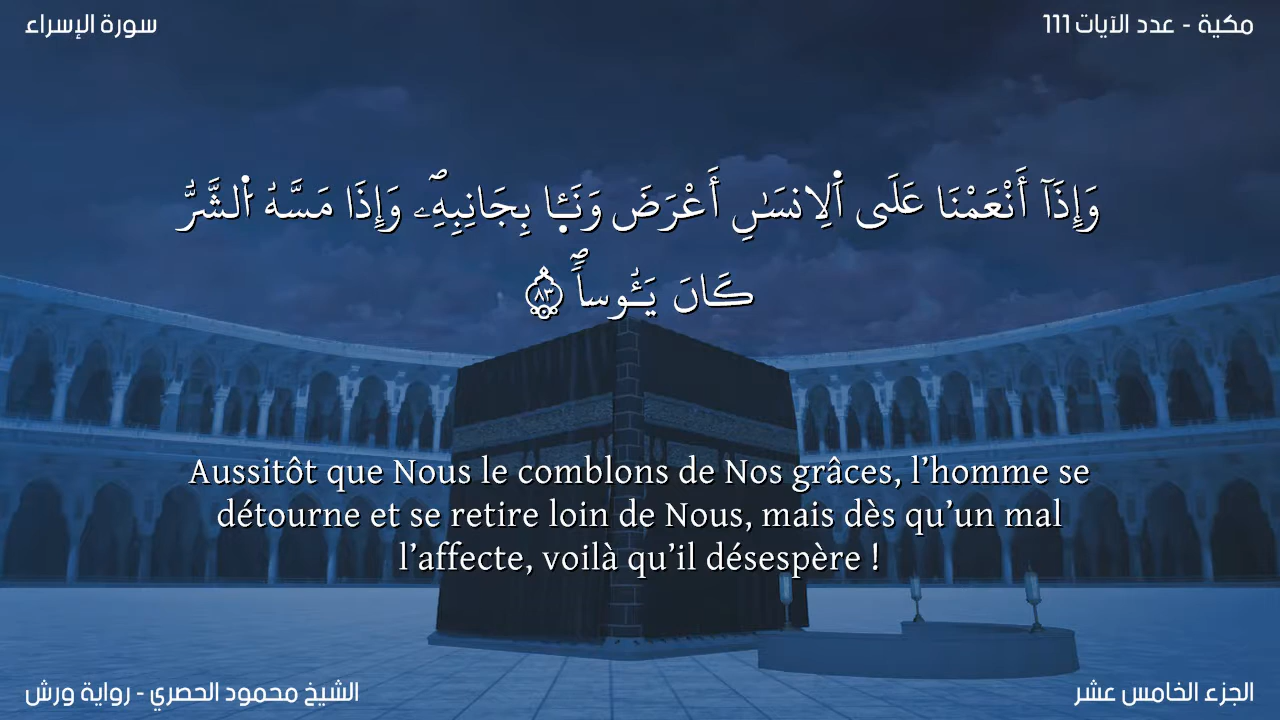 سورة الإسراء
مكية - عدد الآيات 111
وَإِذَآ أَنْعَمْنَا عَلَى اَ۬لِانسَٰنِ أَعْرَضَ وَنَـ۪ٔا بِجَانِبِهِۦۖ وَإِذَا مَسَّهُ اُ۬لشَّرُّ
كَانَ يَـُٔوساٗۖ ٨٣
Aussitôt que Nous le comblons de Nos grâces, l’homme se
détourne et se retire loin de Nous, mais dès qu’un mal
l’affecte, voilà qu’il désespère !
الشيخ محمود الحصري - رواية ورش
الجزء الخامس عشر